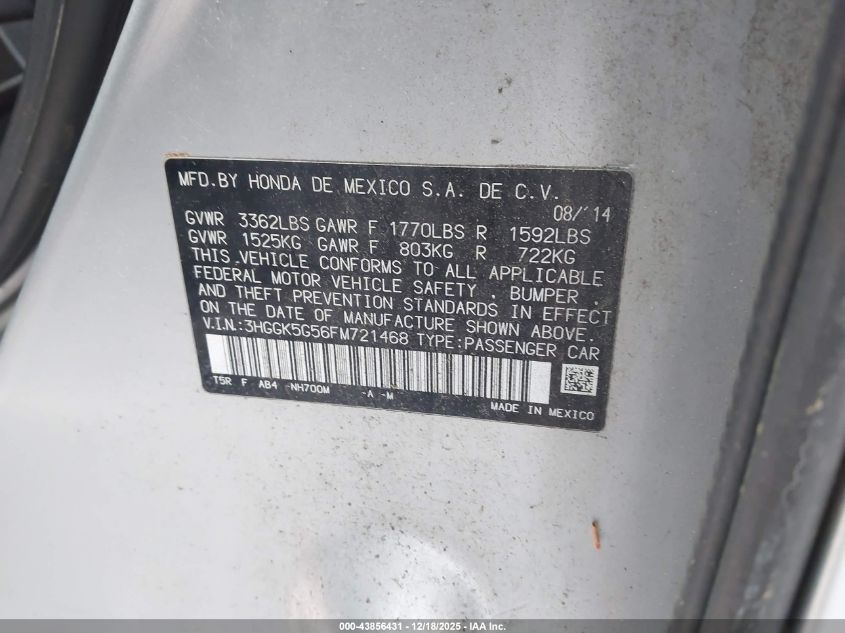 MFD.BY HONDA DE MEXICO S.A. DE C.V.
08/'14
GVWR 3362LBS GAWR F 1770LBS R 1592LBS
GVWR 1525KG GAWR F 803KG R 722KG
THIS VEHICLE CONFORMS TO ALL APPLICABLE
FEDERAL MOTOR VEHICLE SAFETY , BUMPER ,
AND THEFT PREVENTION STANDARDS IN EFFECT
ON THE DATE OF MANUFACTURE SHOWN ABOVE.
V.I.N.:3HGGK5G56FM721468 TYPE:PASSENGER CAR
T5R F AB4 -NH700M -A -M
MADE IN MEXICO
000-43856431 - 12/18/2025 - IAA, Inc.